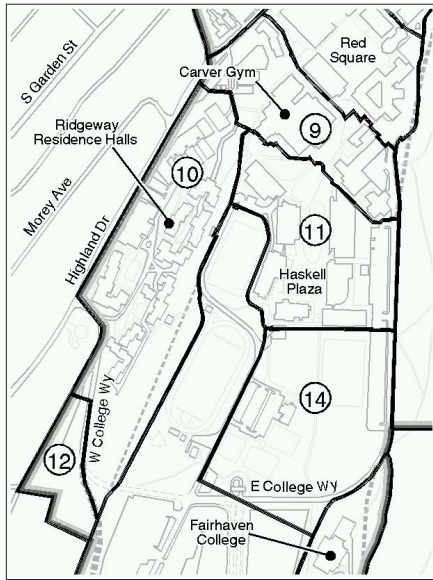 S Garden St
Red
Square
Carver Gym
9
Ridgeway
Residence Halls
10
Morey Ave
Highland Dr
11
Haskell
Plaza
14
W College Wy
12
E College Wy
Fairhaven
College